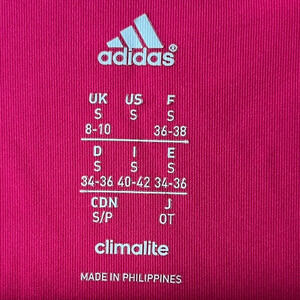 adidas®
UK US F
S S S
8-10 36-38
D I E
S S S
34-36 40-42 34-36
CDN J
S/P OT
climalite
MADE IN PHILIPPINES